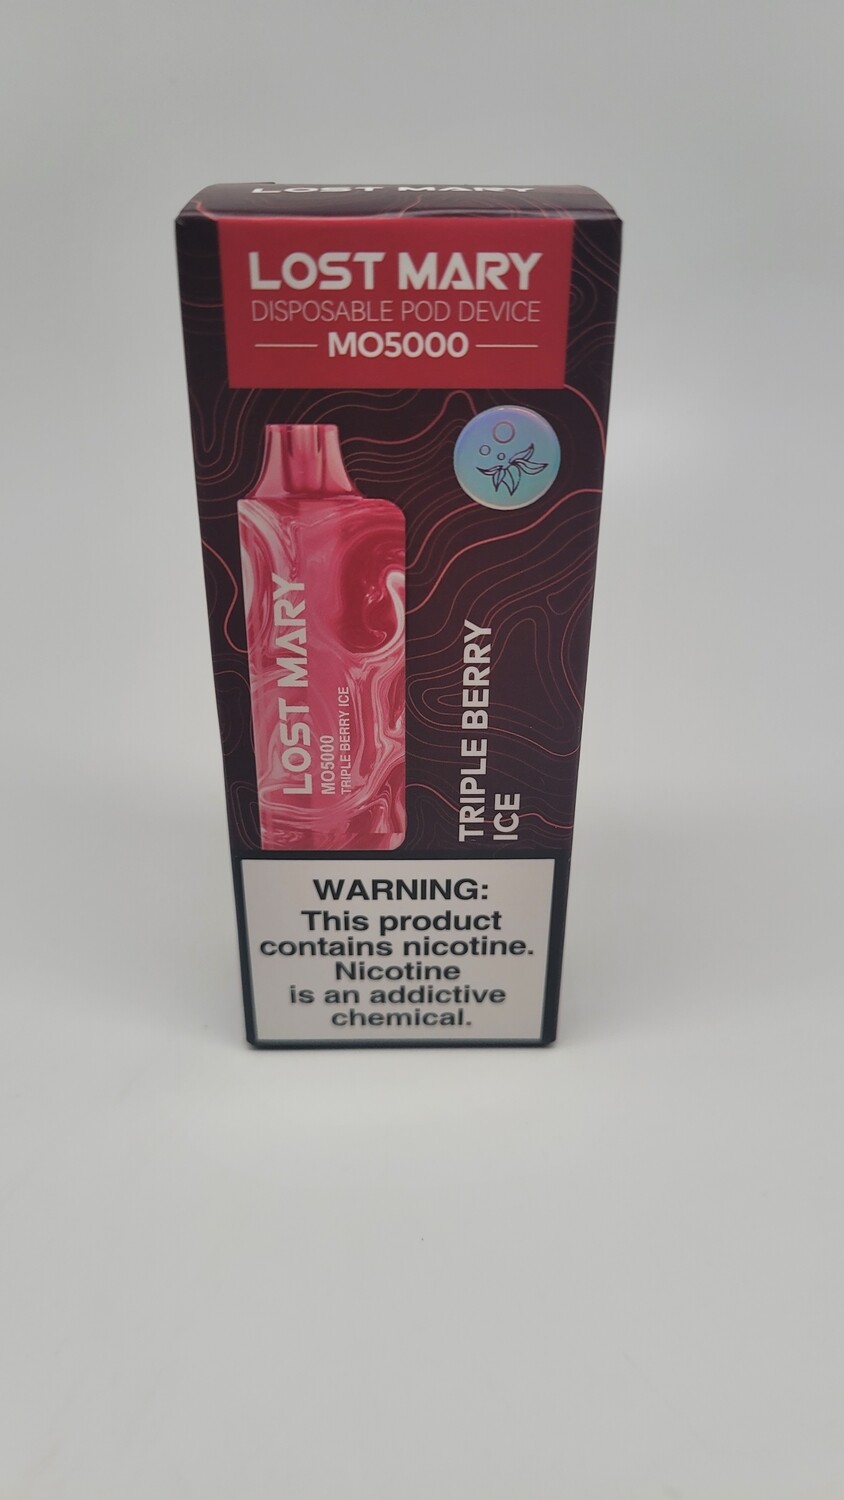 LOST MARY
LOST MARY
DISPOSABLE POD DEVICE
MO5000
LOST MARY
MO5000
TRIPLE BERRY ICE
TRIPLE BERRY
ICE
WARNING:
This product
contains nicotine.
Nicotine
is an addictive
chemical.